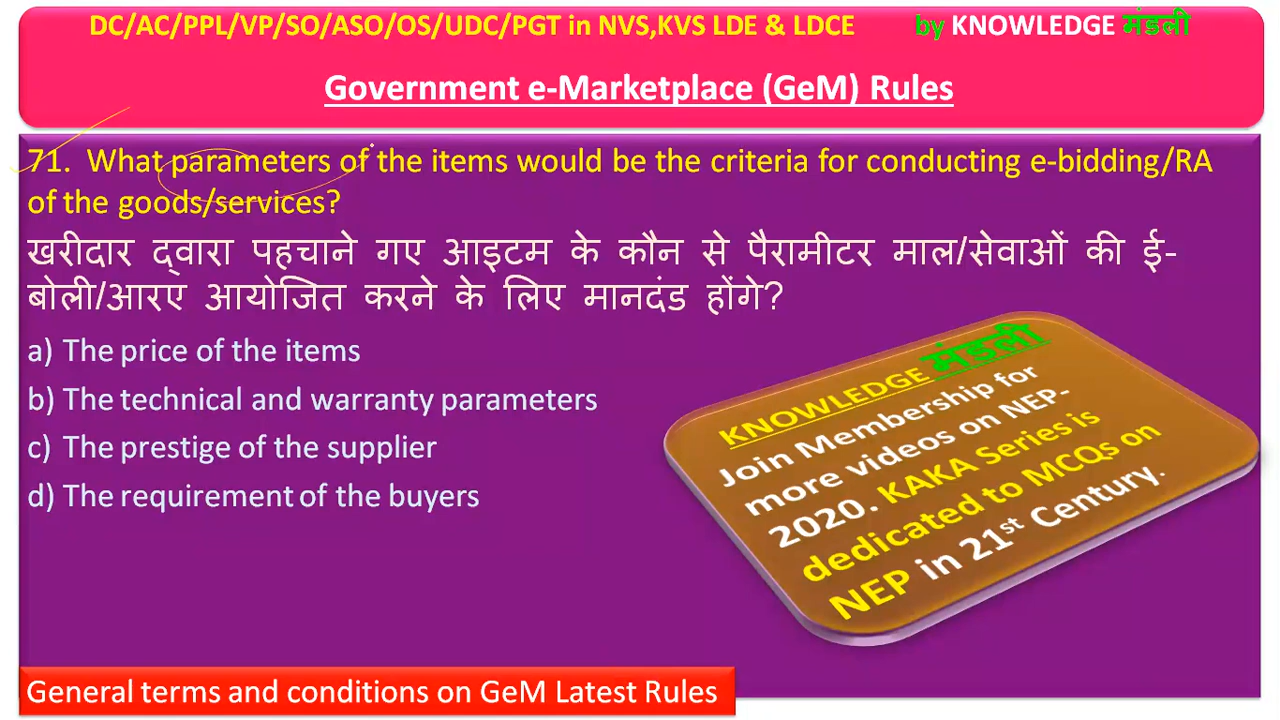 DC/AC/PPL/VP/SO/ASO/OS/UDC/PGT in NVS,KVS LDE & LDCE by KNOWLEDGE मंडली
Government e-Marketplace (GeM) Rules
71. What parameters of the items would be the criteria for conducting e-bidding/RA
of the goods/services?
खरीदार द्वारा पहचाने गए आइटम के कौन से पैरामीटर माल/सेवाओं की ई-
बोली/आरए आयोजित करने के लिए मानदंड होंगे?
a) The price of the items
b) The technical and warranty parameters
c) The prestige of the supplier
d) The requirement of the buyers
KNOWLEDGE मंडली
Join Membership for
more videos on NEP-
2020. KAKA Series is
dedicated to MCQs on
NEP in 21st Century.
General terms and conditions on GeM Latest Rules